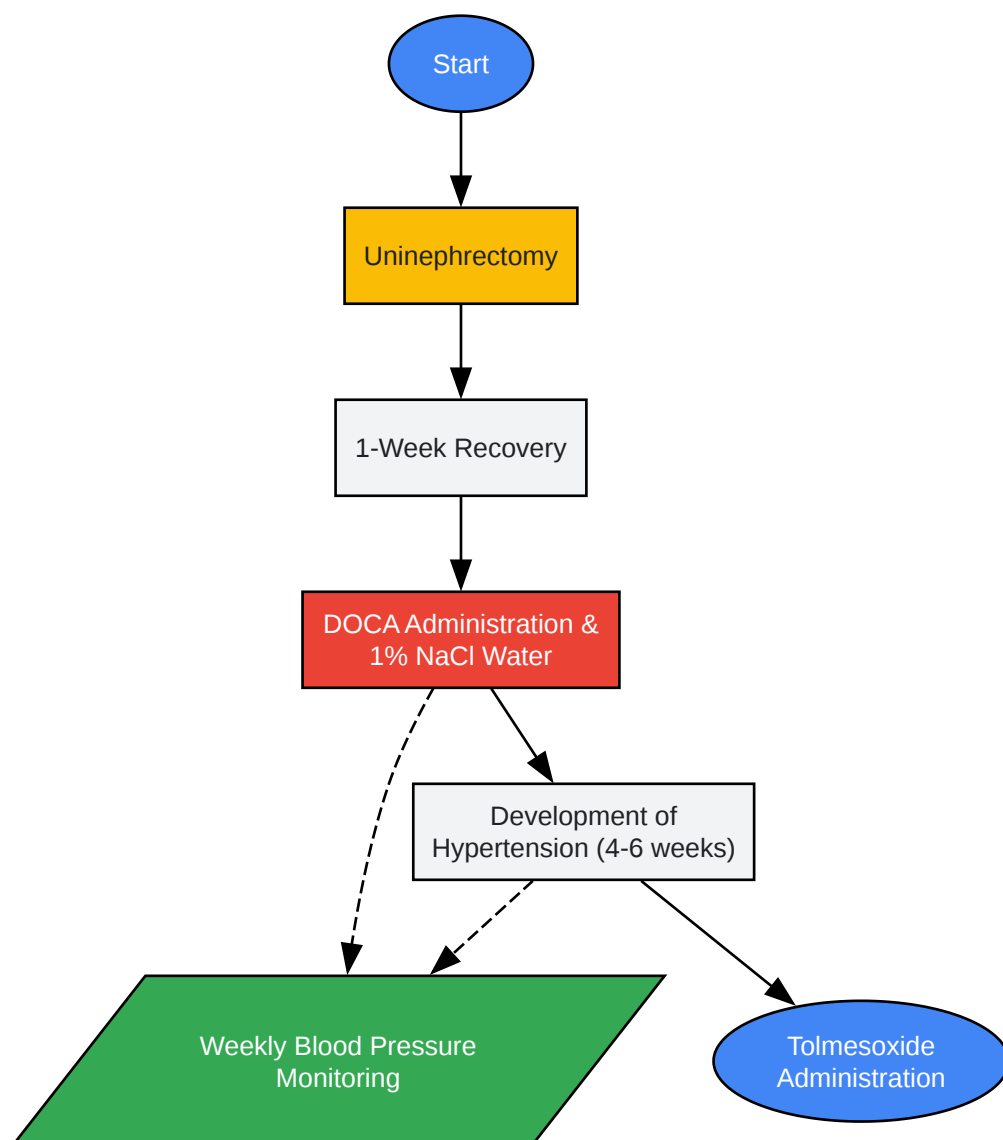 Start
Uninephrectomy
1-Week Recovery
DOCA Administration &
1% NaCl Water
Development of
Hypertension (4-6 weeks)
Weekly Blood Pressure
Monitoring
Tolmesoxide
Administration